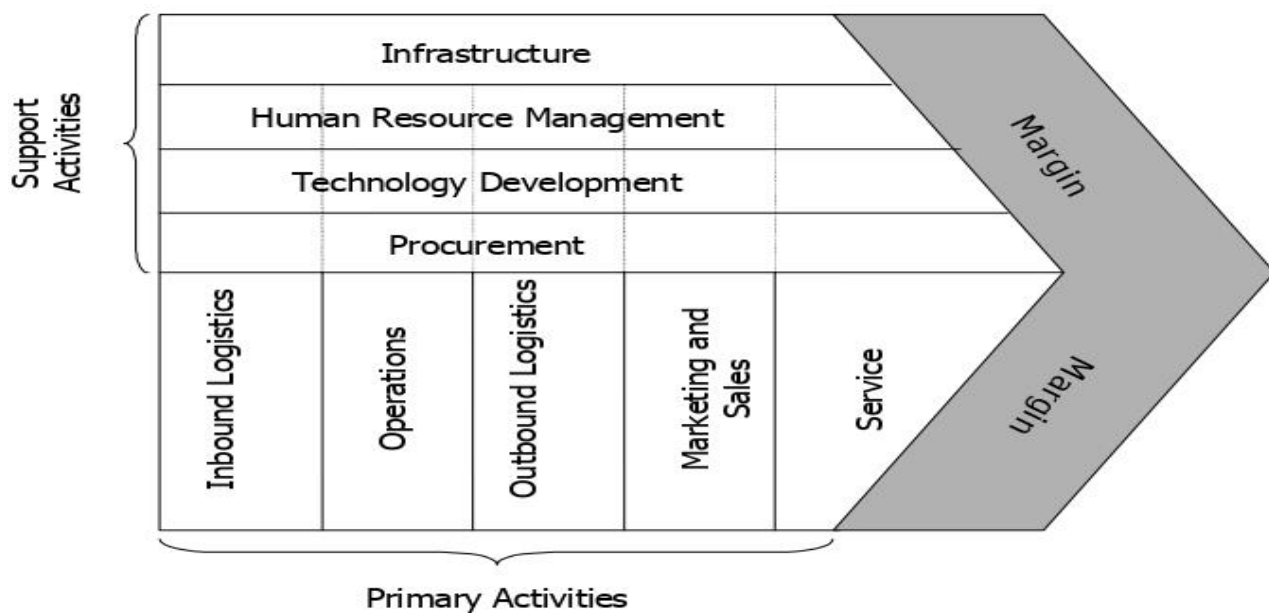 Support
Activities
Infrastructure
Human Resource Management
Technology Development
Procurement
Margin
Inbound Logistics
Operations
Outbound Logistics
Marketing and
Sales
Service
Margin
Primary Activities